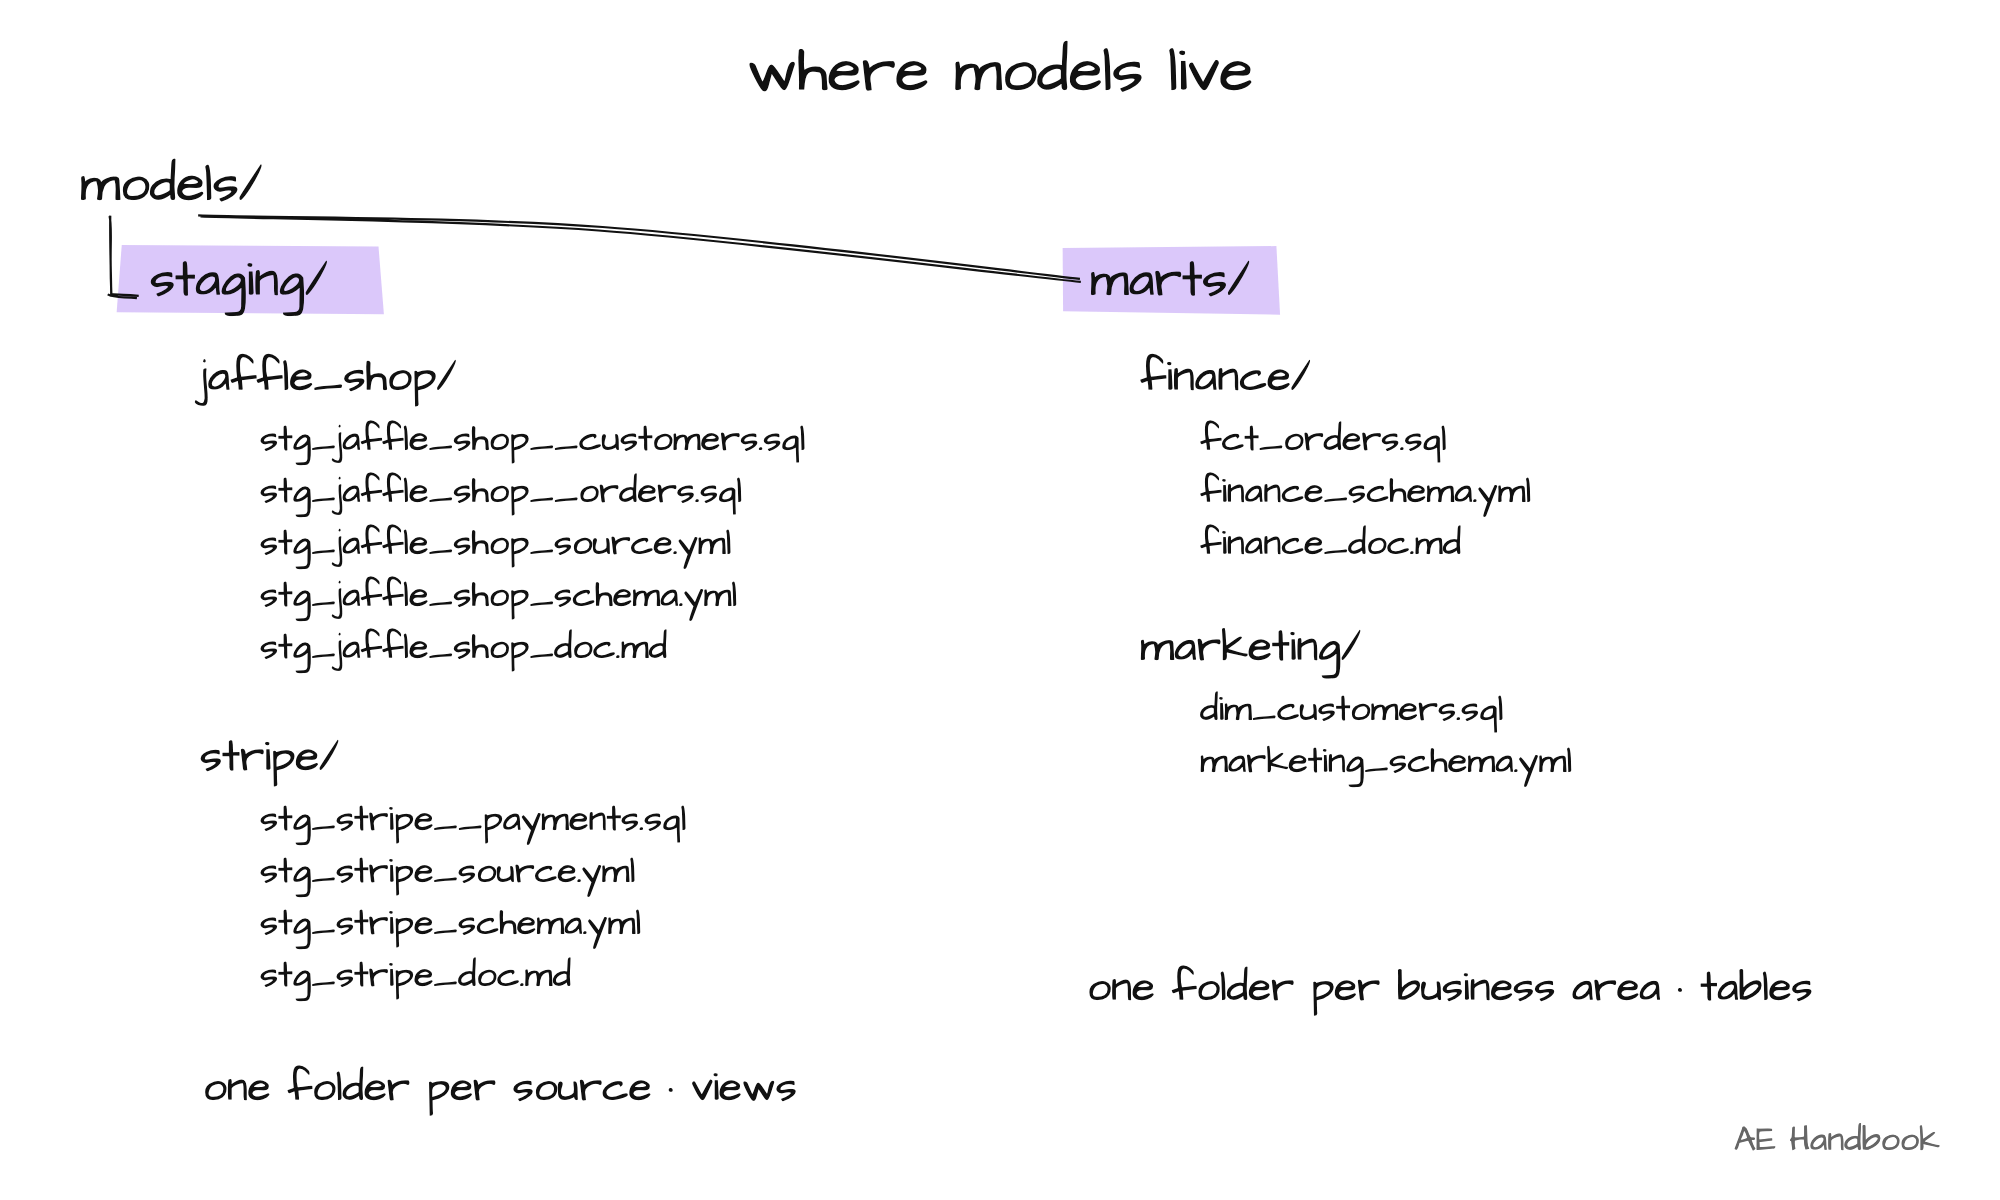 where models live
models/
staging/
jaffle_shop/
stg_jaffle_shop__customers.sql
stg_jaffle_shop__orders.sql
stg_jaffle_shop_source.yml
stg_jaffle_shop_schema.yml
stg_jaffle_shop_doc.md
stripe/
stg_stripe__payments.sql
stg_stripe_source.yml
stg_stripe_schema.yml
stg_stripe_doc.md
one folder per source · views
marts/
finance/
fct_orders.sql
finance_schema.yml
finance_doc.md
marketing/
dim_customers.sql
marketing_schema.yml
one folder per business area · tables
AE Handbook